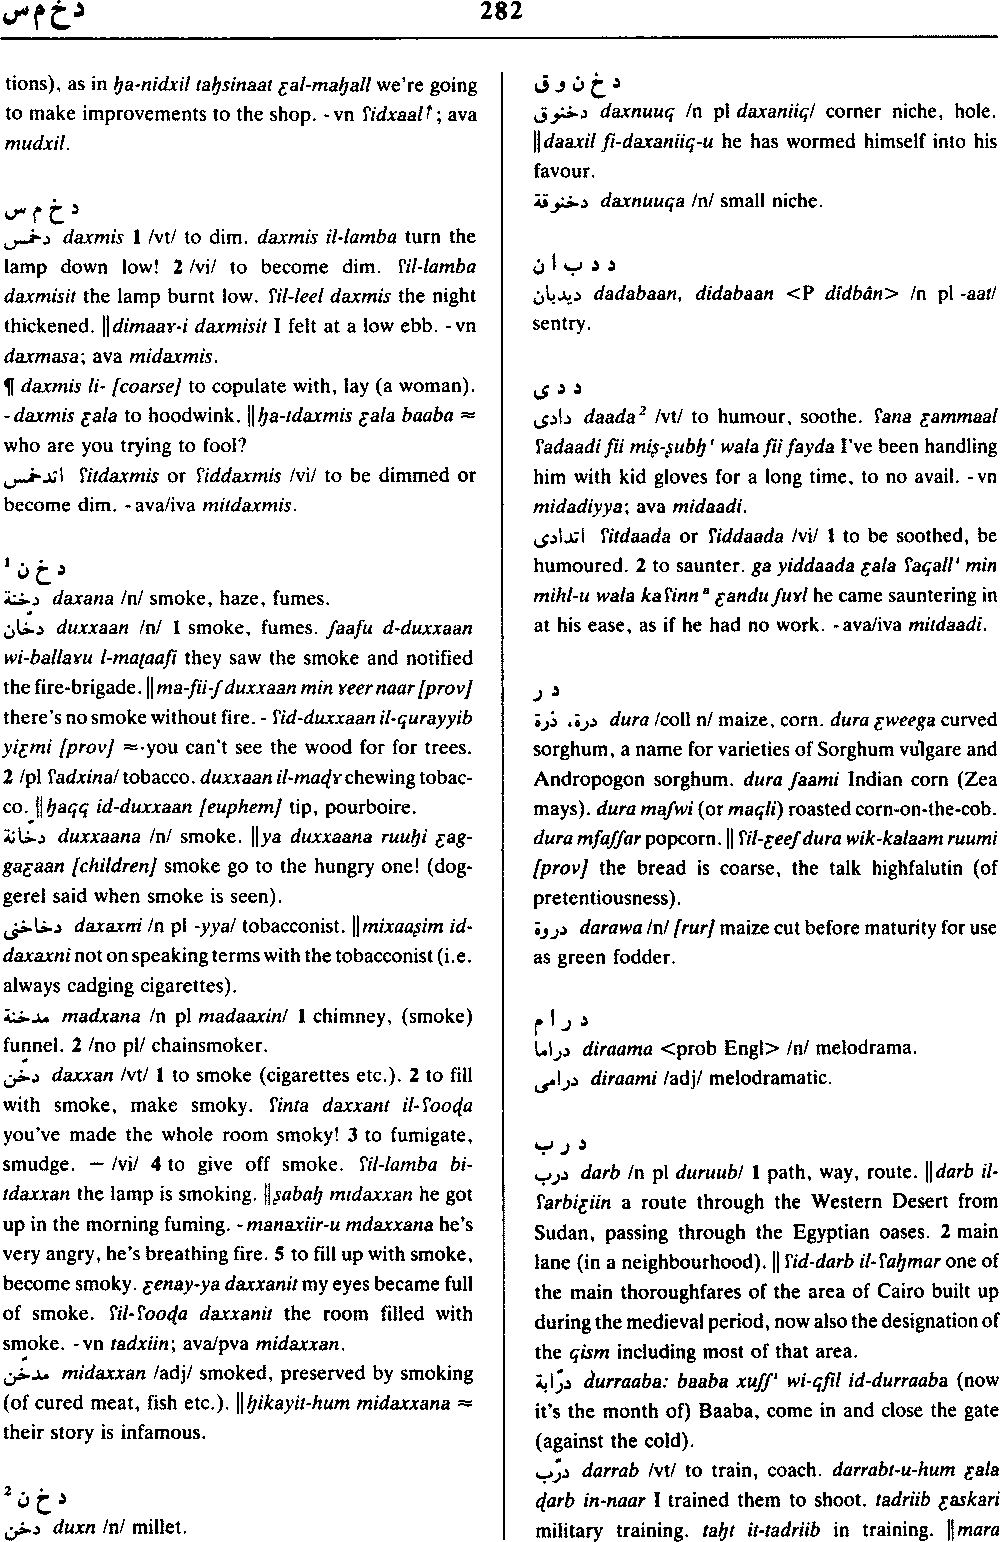 دخمس 282
tions), as in ḥa-nidxil taḥsinaat ʕal-maḥall we're going
to make improvements to the shop. -vn ʔidxaal↑; ava
mudxil.
د خ م س
دخمس daxmis 1 /vt/ to dim. daxmis il-lamba turn the
lamp down low! 2 /vi/ to become dim. ʔil-lamba
daxmisit the lamp burnt low. ʔil-leel daxmis the night
thickened. ‖dimaaɣ-i daxmisit I felt at a low ebb. -vn
daxmasa; ava midaxmis.
¶ daxmis li- [coarse] to copulate with, lay (a woman).
-daxmis ʕala to hoodwink. ‖ḥa-tdaxmis ʕala baaba ≃
who are you trying to fool?
اتدخمس ʔitdaxmis or ʔiddaxmis /vi/ to be dimmed or
become dim. -ava/iva mitdaxmis.
د خ ن ¹
دخنة daxana /n/ smoke, haze, fumes.
دخّان duxxaan /n/ 1 smoke, fumes. ʃaafu d-duxxaan
wi-ballaɣu l-maṭaafi they saw the smoke and notified
the fire-brigade. ‖ma-fii-ʃ duxxaan min ɣeer naar [prov]
there's no smoke without fire. - ʔid-duxxaan il-qurayyib
yiʕmi [prov] ≃ you can't see the wood for for trees.
2 /pl ʔadxina/ tobacco. duxxaan il-maḍɣ chewing tobac-
co. ‖ḥaqq id-duxxaan [euphem] tip, pourboire.
دخّانة duxxaana /n/ smoke. ‖ya duxxaana ruuḥi ʕag-
gaʕaan [children] smoke go to the hungry one! (dog-
gerel said when smoke is seen).
دخاخنى daxaxni /n pl -yya/ tobacconist. ‖mixaaṣim id-
daxaxni not on speaking terms with the tobacconist (i.e.
always cadging cigarettes).
مدخنة madxana /n pl madaaxin/ 1 chimney, (smoke)
funnel. 2 /no pl/ chainsmoker.
دخّن daxxan /vt/ 1 to smoke (cigarettes etc.). 2 to fill
with smoke, make smoky. ʔinta daxxant il-ʔooḍa
you've made the whole room smoky! 3 to fumigate,
smudge. — /vi/ 4 to give off smoke. ʔil-lamba bi-
tdaxxan the lamp is smoking. ‖ṣabaḥ mıdaxxan he got
up in the morning fuming. -manaxiir-u mdaxxana he's
very angry, he's breathing fire. 5 to fill up with smoke,
become smoky. ʕenay-ya daxxanit my eyes became full
of smoke. ʔil-ʔooḍa daxxanit the room filled with
smoke. -vn tadxiin; ava/pva midaxxan.
مدخّن midaxxan /adj/ smoked, preserved by smoking
(of cured meat, fish etc.). ‖ḥikayit-hum midaxxana ≃
their story is infamous.
د خ ن ²
دخن duxn /n/ millet.
د خ ن و ق
دخنوق daxnuuq /n pl daxaniiq/ corner niche, hole.
‖daaxil fi-daxaniiq-u he has wormed himself into his
favour.
دخنوقة daxnuuqa /n/ small niche.
د د ب ا ن
ديدبان dadabaan, didabaan <P dīdbân> /n pl -aat/
sentry.
د د ى
دادى daada² /vt/ to humour, soothe. ʔana ʕammaal
ʔadaadi fii miṣ-ṣubḥ' wala fii fayda I've been handling
him with kid gloves for a long time, to no avail. -vn
midadiyya; ava midaadi.
اتدادى ʔitdaada or ʔiddaada /vi/ 1 to be soothed, be
humoured. 2 to saunter. ga yiddaada ʕala ʔaqallⁱ min
mihl-u wala kaʔinnᵃ ʕandu ʃuɣl he came sauntering in
at his ease, as if he had no work. -ava/iva mitdaadi.
د ر
درة، ذرة dura /coll n/ maize, corn. dura ʕweega curved
sorghum, a name for varieties of Sorghum vulgare and
Andropogon sorghum. dura ʃaami Indian corn (Zea
mays). dura maʃwi (or maqli) roasted corn-on-the-cob.
dura mfaʃʃar popcorn. ‖ ʔil-ʕeeʃ dura wik-kalaam ruumi
[prov] the bread is coarse, the talk highfalutin (of
pretentiousness).
دروة darawa /n/ [rur] maize cut before maturity for use
as green fodder.
د ر ا م
دراما diraama <prob Engl> /n/ melodrama.
درامى diraami /adj/ melodramatic.
د ر ب
درب darb /n pl duruub/ 1 path, way, route. ‖darb il-
ʔarbiʕiin a route through the Western Desert from
Sudan, passing through the Egyptian oases. 2 main
lane (in a neighbourhood). ‖ ʔid-darb il-ʔaḥmar one of
the main thoroughfares of the area of Cairo built up
during the medieval period, now also the designation of
the qism including most of that area.
درّابة durraaba: baaba xuʃʃⁱ wi-qfil id-durraaba (now
it's the month of) Baaba, come in and close the gate
(against the cold).
درّب darrab /vt/ to train, coach. darrabt-u-hum ʕala
ḍarb in-naar I trained them to shoot. tadriib ʕaskari
military training. taḥt it-tadriib in training. ‖mara